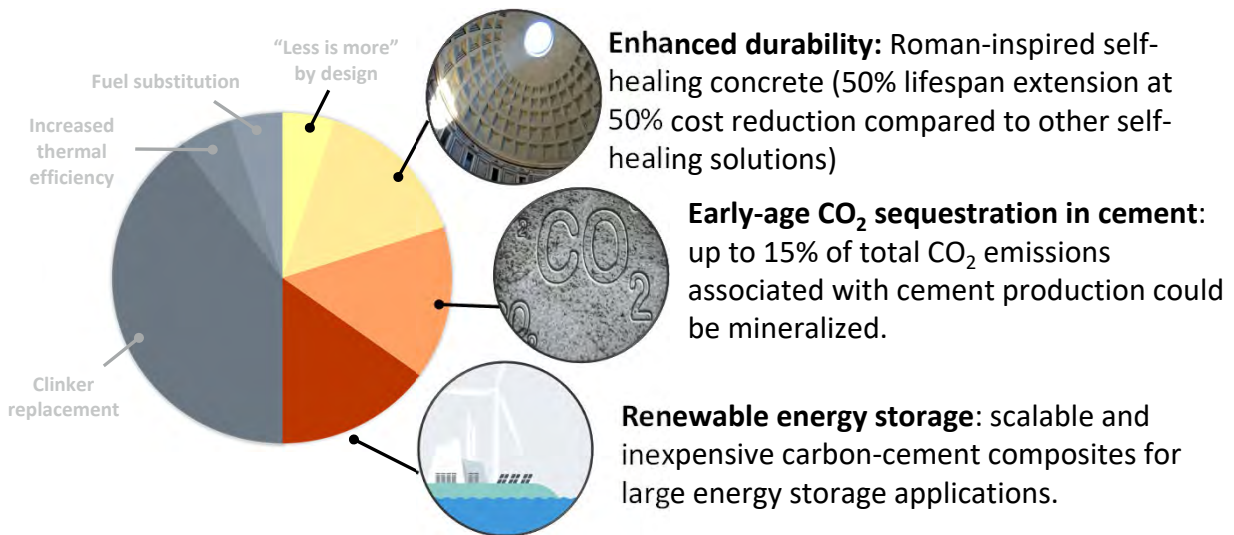 “Less is more”
by design
Fuel substitution
Increased
thermal
efficiency
Clinker
replacement
Enhanced durability: Roman-inspired self-
healing concrete (50% lifespan extension at
50% cost reduction compared to other self-
healing solutions)
CO₂
Early-age CO₂ sequestration in cement:
up to 15% of total CO₂ emissions
associated with cement production could
be mineralized.
Renewable energy storage: scalable and
inexpensive carbon-cement composites for
large energy storage applications.